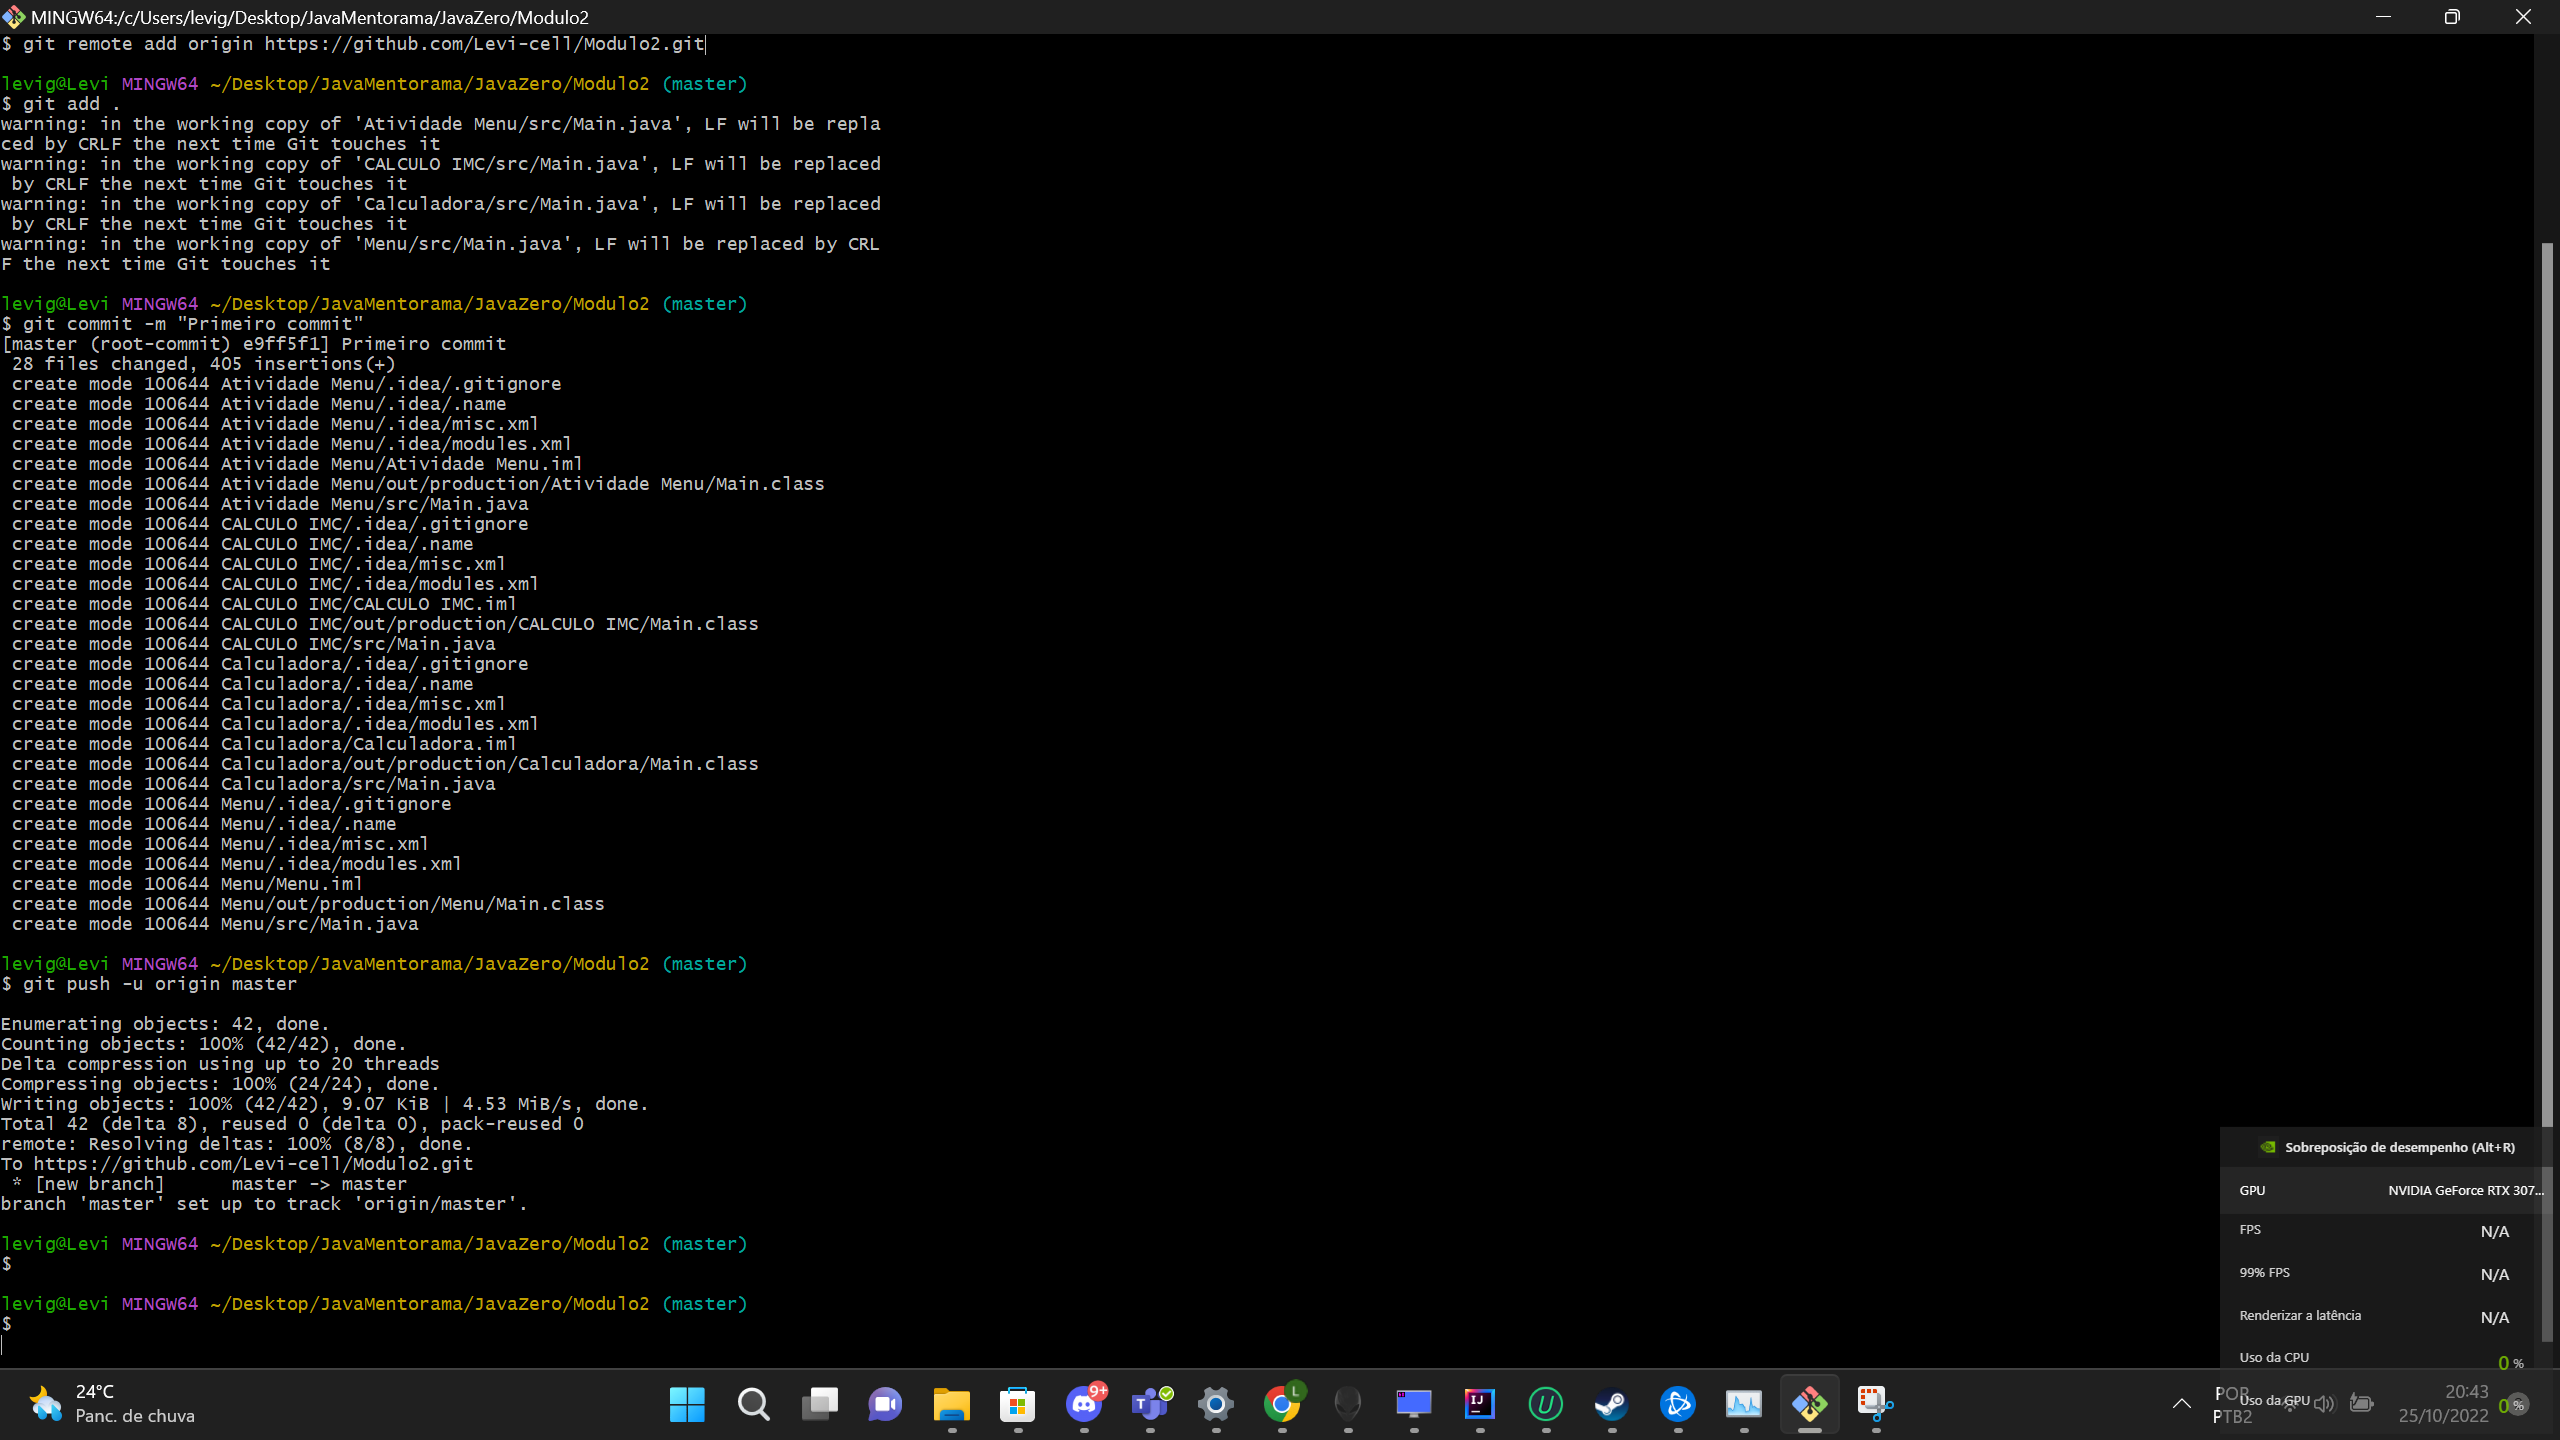 MINGW64:/c/Users/levig/Desktop/JavaMentorama/JavaZero/Modulo2
$ git remote add origin https://github.com/Levi-cell/Modulo2.git
levig@Levi MINGW64 ~/Desktop/JavaMentorama/JavaZero/Modulo2 (master)
$ git add .
warning: in the working copy of 'Atividade Menu/src/Main.java', LF will be repla
ced by CRLF the next time Git touches it
warning: in the working copy of 'CALCULO IMC/src/Main.java', LF will be replaced
 by CRLF the next time Git touches it
warning: in the working copy of 'Calculadora/src/Main.java', LF will be replaced
 by CRLF the next time Git touches it
warning: in the working copy of 'Menu/src/Main.java', LF will be replaced by CRL
F the next time Git touches it
levig@Levi MINGW64 ~/Desktop/JavaMentorama/JavaZero/Modulo2 (master)
$ git commit -m "Primeiro commit"
[master (root-commit) e9ff5f1] Primeiro commit
 28 files changed, 405 insertions(+)
 create mode 100644 Atividade Menu/.idea/.gitignore
 create mode 100644 Atividade Menu/.idea/.name
 create mode 100644 Atividade Menu/.idea/misc.xml
 create mode 100644 Atividade Menu/.idea/modules.xml
 create mode 100644 Atividade Menu/Atividade Menu.iml
 create mode 100644 Atividade Menu/out/production/Atividade Menu/Main.class
 create mode 100644 Atividade Menu/src/Main.java
 create mode 100644 CALCULO IMC/.idea/.gitignore
 create mode 100644 CALCULO IMC/.idea/.name
 create mode 100644 CALCULO IMC/.idea/misc.xml
 create mode 100644 CALCULO IMC/.idea/modules.xml
 create mode 100644 CALCULO IMC/CALCULO IMC.iml
 create mode 100644 CALCULO IMC/out/production/CALCULO IMC/Main.class
 create mode 100644 CALCULO IMC/src/Main.java
 create mode 100644 Calculadora/.idea/.gitignore
 create mode 100644 Calculadora/.idea/.name
 create mode 100644 Calculadora/.idea/misc.xml
 create mode 100644 Calculadora/.idea/modules.xml
 create mode 100644 Calculadora/Calculadora.iml
 create mode 100644 Calculadora/out/production/Calculadora/Main.class
 create mode 100644 Calculadora/src/Main.java
 create mode 100644 Menu/.idea/.gitignore
 create mode 100644 Menu/.idea/.name
 create mode 100644 Menu/.idea/misc.xml
 create mode 100644 Menu/.idea/modules.xml
 create mode 100644 Menu/Menu.iml
 create mode 100644 Menu/out/production/Menu/Main.class
 create mode 100644 Menu/src/Main.java
levig@Levi MINGW64 ~/Desktop/JavaMentorama/JavaZero/Modulo2 (master)
$ git push -u origin master
Enumerating objects: 42, done.
Counting objects: 100% (42/42), done.
Delta compression using up to 20 threads
Compressing objects: 100% (24/24), done.
Writing objects: 100% (42/42), 9.07 KiB | 4.53 MiB/s, done.
Total 42 (delta 8), reused 0 (delta 0), pack-reused 0
remote: Resolving deltas: 100% (8/8), done.
To https://github.com/Levi-cell/Modulo2.git
 * [new branch]      master -> master
branch 'master' set up to track 'origin/master'.
levig@Levi MINGW64 ~/Desktop/JavaMentorama/JavaZero/Modulo2 (master)
$
levig@Levi MINGW64 ~/Desktop/JavaMentorama/JavaZero/Modulo2 (master)
$
Sobreposição de desempenho (Alt+R)
GPU NVIDIA GeForce RTX 307...
FPS N/A
99% FPS N/A
Renderizar a latência N/A
Uso da CPU 0 %
Uso da GPU 0 %
24°C
Panc. de chuva
9+
L
IJ
U
POR
PTB2
20:43
25/10/2022